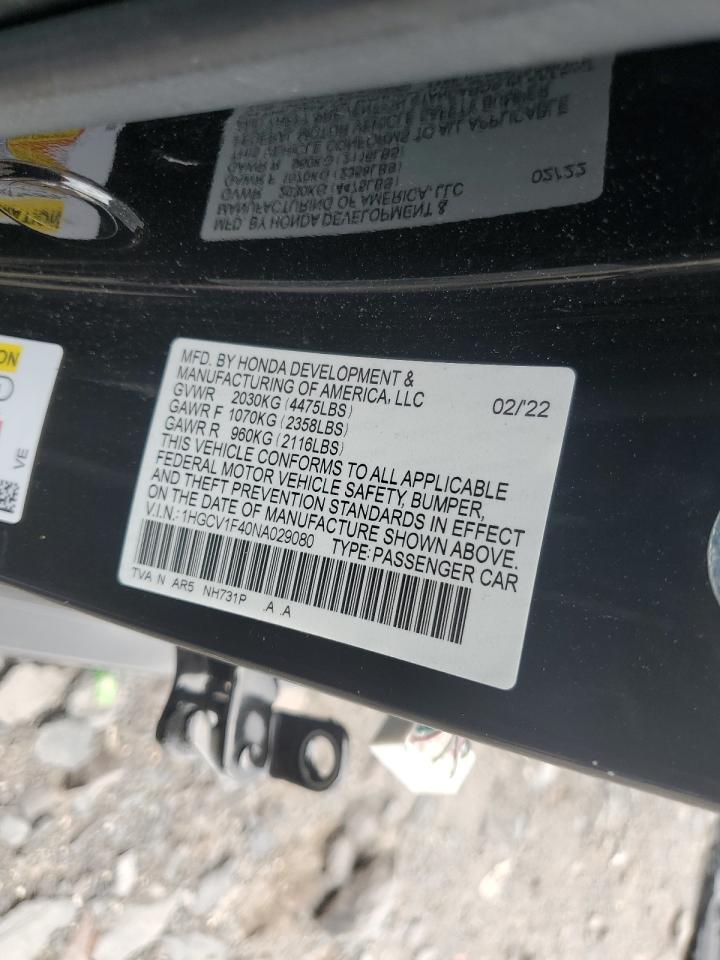 MFD. BY HONDA DEVELOPMENT &
MANUFACTURING OF AMERICA, LLC
02/'22
GVWR 2030KG (4475LBS)
GAWR F 1070KG (2358LBS)
GAWR R 960KG (2116LBS)
THIS VEHICLE CONFORMS TO ALL APPLICABLE
FEDERAL MOTOR VEHICLE SAFETY BUMPER,
AND THEFT PREVENTION STANDARDS IN EFFECT
ON THE DATE OF MANUFACTURE SHOWN ABOVE.
V.I.N.: 1HGCV1F40NA029080 TYPE: PASSENGER CAR
TVA N AR5 NH731P .A .A
ON
VE